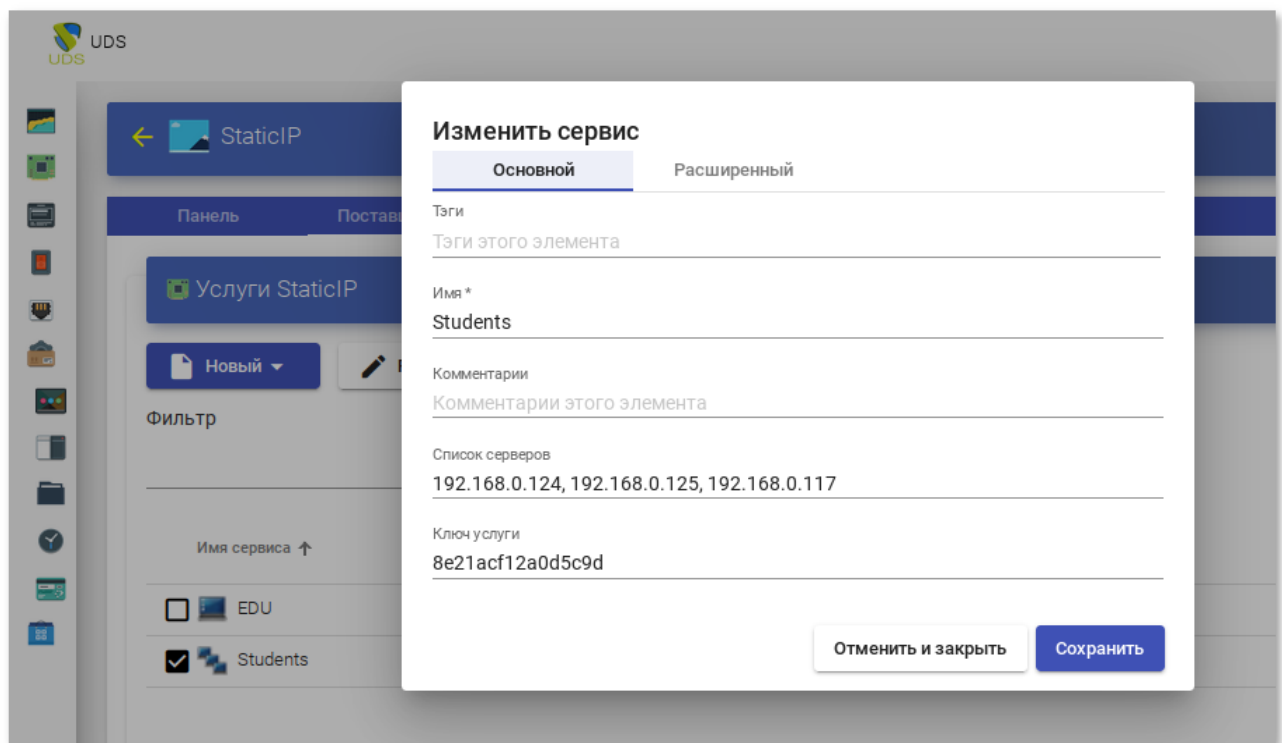 UDS
UDS
StaticIP
Панель
Услуги StaticIP
Новый
Фильтр
Имя сервиса
EDU
Students
Изменить сервис
Основной
Расширенный
Тэги
Тэги этого элемента
Имя *
Students
Комментарии
Комментарии этого элемента
Список серверов
192.168.0.124, 192.168.0.125, 192.168.0.117
Ключ услуги
8e21acf12a0d5c9d
Отменить и закрыть
Сохранить